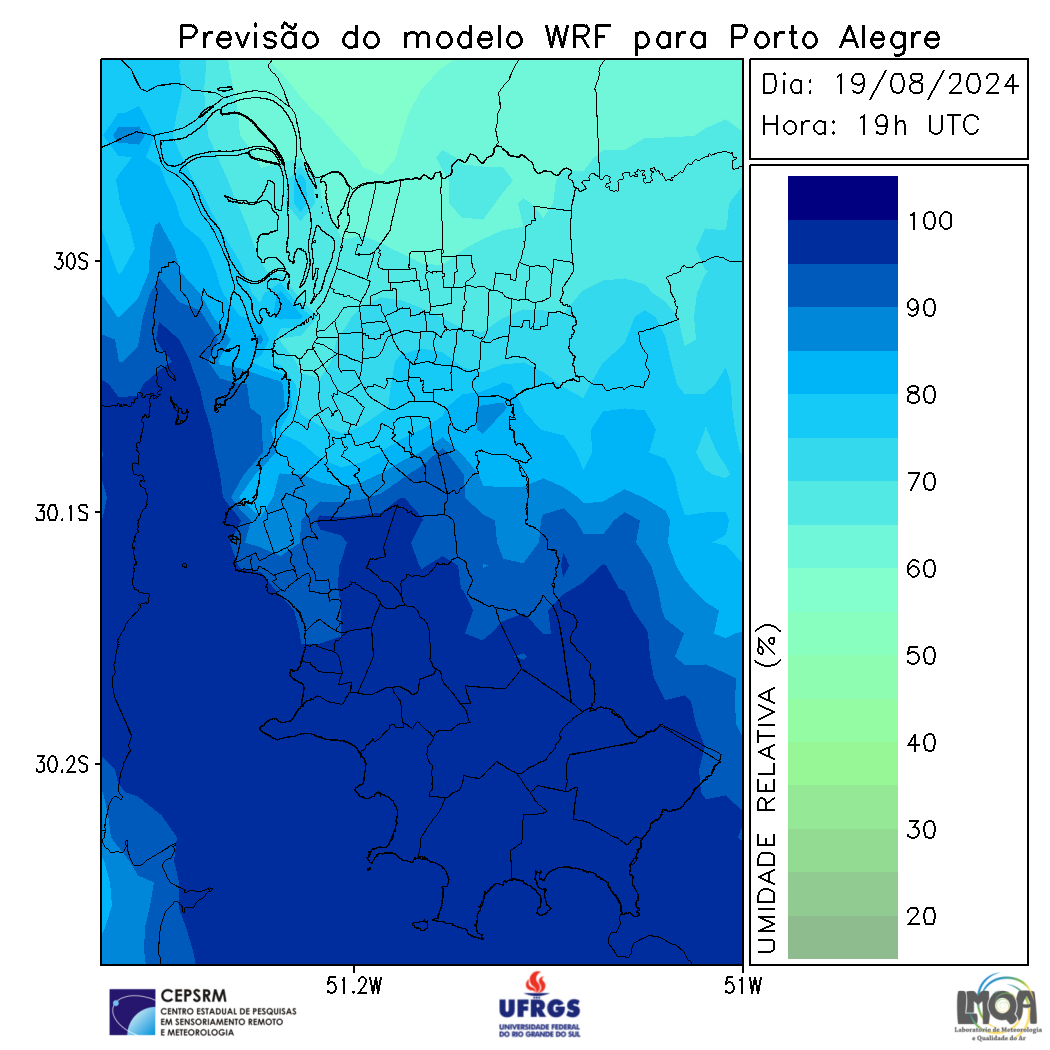 Previsão do modelo WRF para Porto Alegre
Dia: 19/08/2024
Hora: 19h UTC
100
90
80
70
60
50
40
30
20
UMIDADE RELATIVA (%)
30S
30.1S
30.2S
51.2W
51W
CEPSRM
CENTRO ESTADUAL DE PESQUISAS
EM SENSORIAMENTO REMOTO
E METEOROLOGIA
UFRGS
UNIVERSIDADE FEDERAL
DO RIO GRANDE DO SUL
LMQA
Laboratório de Meteorologia
e Qualidade do Ar